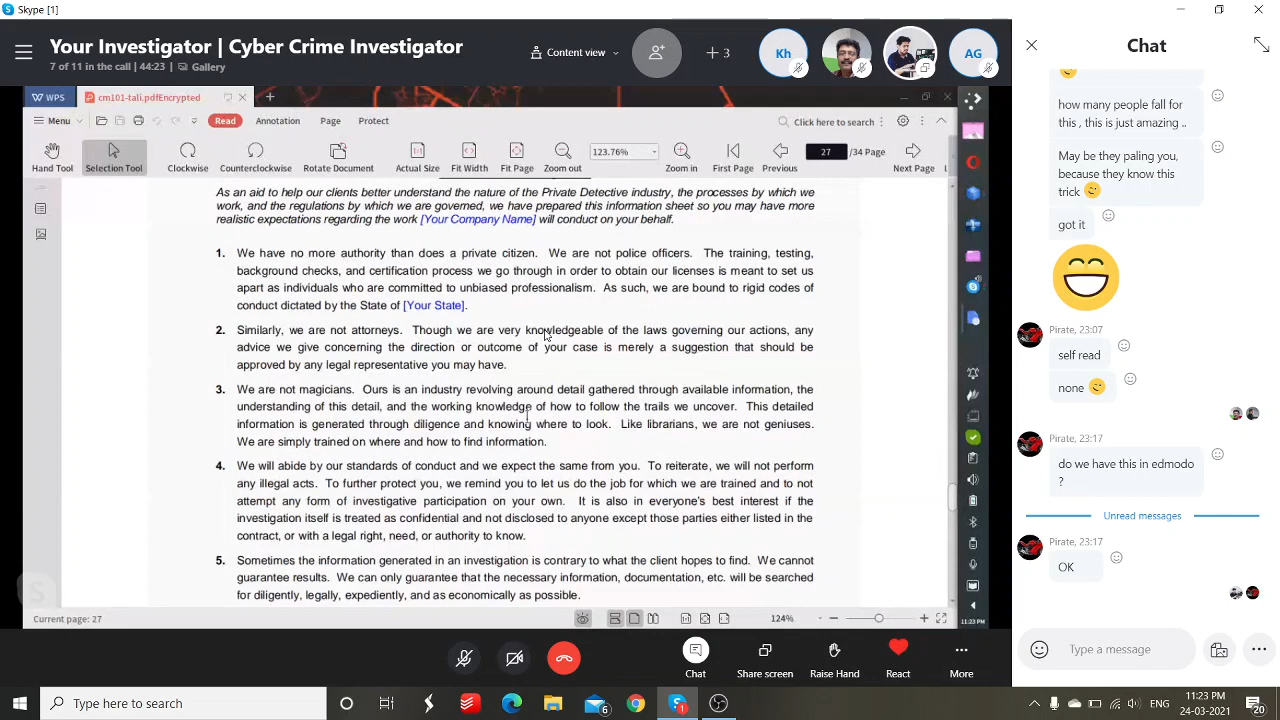 Skype [1]
Your Investigator | Cyber Crime Investigator
7 of 11 in the call | 44:23 | Gallery
Content view
+ 3
Kh
AG
WPS
cm101-tali.pdfEncrypted
Menu
Read
Annotation
Page
Protect
Click here to search
Hand Tool
Selection Tool
Clockwise
Counterclockwise
Rotate Document
Actual Size
Fit Width
Fit Page
Zoom out
123.76%
Zoom in
First Page
Previous
27
/34 Page
Next Page
L
As an aid to help our clients better understand the nature of the Private Detective industry, the processes by which we
work, and the regulations by which we are governed, we have prepared this information sheet so you may have more
realistic expectations regarding the work [Your Company Name] will conduct on your behalf.
1. We have no more authority than does a private citizen. We are not police officers. The training, testing,
background checks, and certification process we go through in order to obtain our licenses is meant to set us
apart as individuals who are committed to unbiased professionalism. As such, we are bound to rigid codes of
conduct dictated by the State of [Your State].
2. Similarly, we are not attorneys. Though we are very knowledgeable of the laws governing our actions, any
advice we give concerning the direction or outcome of your case is merely a suggestion that should be
approved by any legal representative you may have.
3. We are not magicians. Ours is an industry revolving around detail gathered through available information, the
understanding of this detail, and the working knowledge of how to follow the trails we uncover. This detailed
information is generated through diligence and knowing where to look. Like librarians, we are not geniuses.
We are simply trained on where and how to find information.
4. We will abide by our standards of conduct and we expect the same from you. To reiterate, we will not perform
any illegal acts. To further protect you, we remind you to let us do the job for which we are trained and to not
attempt any form of investigative participation on your own. It is also in everyone's best interest if the
investigation itself is treated as confidential and not disclosed to anyone except those parties either listed in the
contract, or with a legal right, need, or authority to know.
5. Sometimes the information generated in an investigation is contrary to what the client hopes to find. We cannot
guarantee results. We can only guarantee that the necessary information, documentation, etc. will be searched
for diligently, legally, expediently, and as economically as possible.
Current page: 27
124%
11:23 PM
Chat
Share screen
Raise Hand
React
More
Chat
how many people fall for
this , this is just amazing ..
May be they paling you,
because they know this
trick
got it
Pirate, 23:07
self read
none
Pirate, 23:17
do we have this in edmodo
?
Unread messages
Pirate, 23:17
OK
Type a message
Type here to search
6
1
ENG
11:23 PM
24-03-2021
20